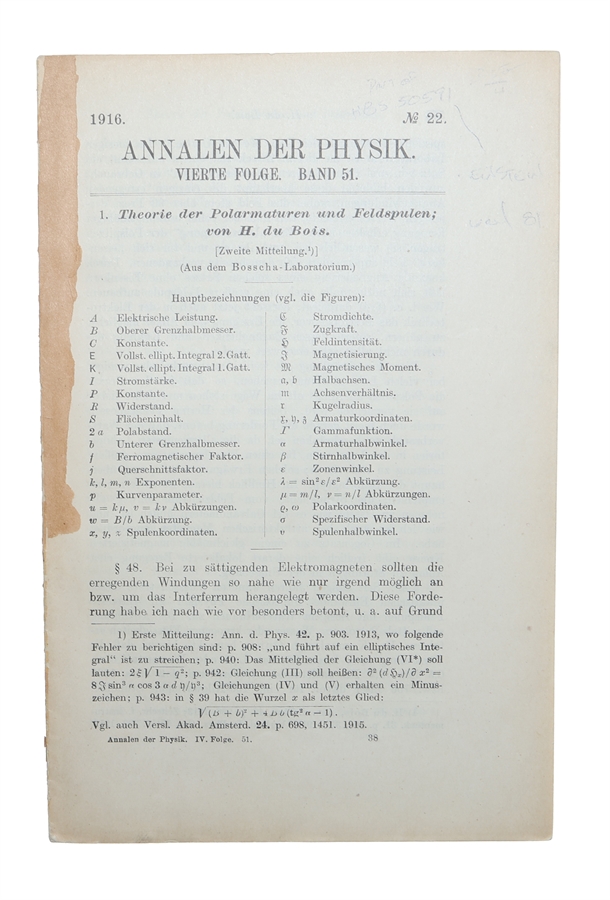 Part of
1916.
№ 22.
ANNALEN DER PHYSIK.
VIERTE FOLGE. BAND 51.
1. Theorie der Polarmaturen und Feldspulen;
von H. du Bois.
[Zweite Mitteilung.¹)]
(Aus dem Bosscha-Laboratorium.)
Hauptbezeichnungen (vgl. die Figuren):
A Elektrische Leistung.
B Oberer Grenzhalbmesser.
C Konstante.
E Vollst. ellipt. Integral 2. Gatt.
K Vollst. ellipt. Integral 1. Gatt.
I Stromstärke.
P Konstante.
R Widerstand.
S Flächeninhalt.
2 a Polabstand.
b Unterer Grenzhalbmesser.
f Ferromagnetischer Faktor.
j Querschnittsfaktor.
k, l, m, n Exponenten.
p Kurvenparameter.
u = kμ, v = kν Abkürzungen.
w = B/b Abkürzung.
x, y, z Spulenkoordinaten.
ℭ Stromdichte.
𝔉 Zugkraft.
ℌ Feldintensität.
ℑ Magnetisierung.
𝔐 Magnetisches Moment.
𝔞, 𝔟 Halbachsen.
𝔪 Achsenverhältnis.
𝔯 Kugelradius.
𝔵, 𝔶, 𝔷 Armaturkoordinaten.
Γ Gammafunktion.
α Armaturhalbwinkel.
β Stirnhalbwinkel.
ε Zonenwinkel.
λ = sin² ε/ε² Abkürzung.
μ = m/l, ν = n/l Abkürzungen.
ϱ, ω Polarkoordinaten.
σ Spezifischer Widerstand.
υ Spulenhalbwinkel.
§ 48. Bei zu sättigenden Elektromagneten sollten die
erregenden Windungen so nahe wie nur irgend möglich an
bzw. um das Interferrum herangelegt werden. Diese Forde-
rung habe ich nach wie vor besonders betont, u. a. auf Grund
1) Erste Mitteilung: Ann. d. Phys. 42. p. 903. 1913, wo folgende
Fehler zu berichtigen sind: p. 908: „und führt auf ein elliptisches Inte-
gral“ ist zu streichen; p. 940: Das Mittelglied der Gleichung (VI*) soll
lauten: 2 ξ √1 − q²; p. 942: Gleichung (III) soll heißen: ∂² (d ℌx)/∂ x² =
8 ℑ sin³ α cos 3 α d 𝔶/𝔶³; Gleichungen (IV) und (V) erhalten ein Minus-
zeichen; p. 943: in § 39 hat die Wurzel x als letztes Glied:
√(B + b)² + 4 B b (tg² α − 1).
Vgl. auch Versl. Akad. Amsterd. 24. p. 698, 1451. 1915.
Annalen der Physik. IV. Folge. 51.
38